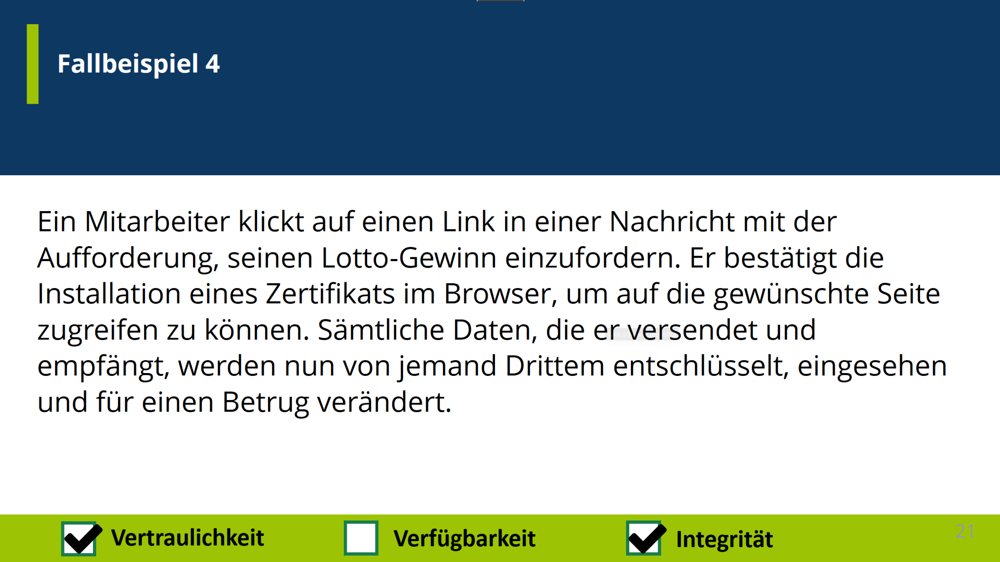 Fallbeispiel 4
Ein Mitarbeiter klickt auf einen Link in einer Nachricht mit der
Aufforderung, seinen Lotto-Gewinn einzufordern. Er bestätigt die
Installation eines Zertifikats im Browser, um auf die gewünschte Seite
zugreifen zu können. Sämtliche Daten, die er versendet und
empfängt, werden nun von jemand Drittem entschlüsselt, eingesehen
und für einen Betrug verändert.
Vertraulichkeit
Verfügbarkeit
Integrität
21